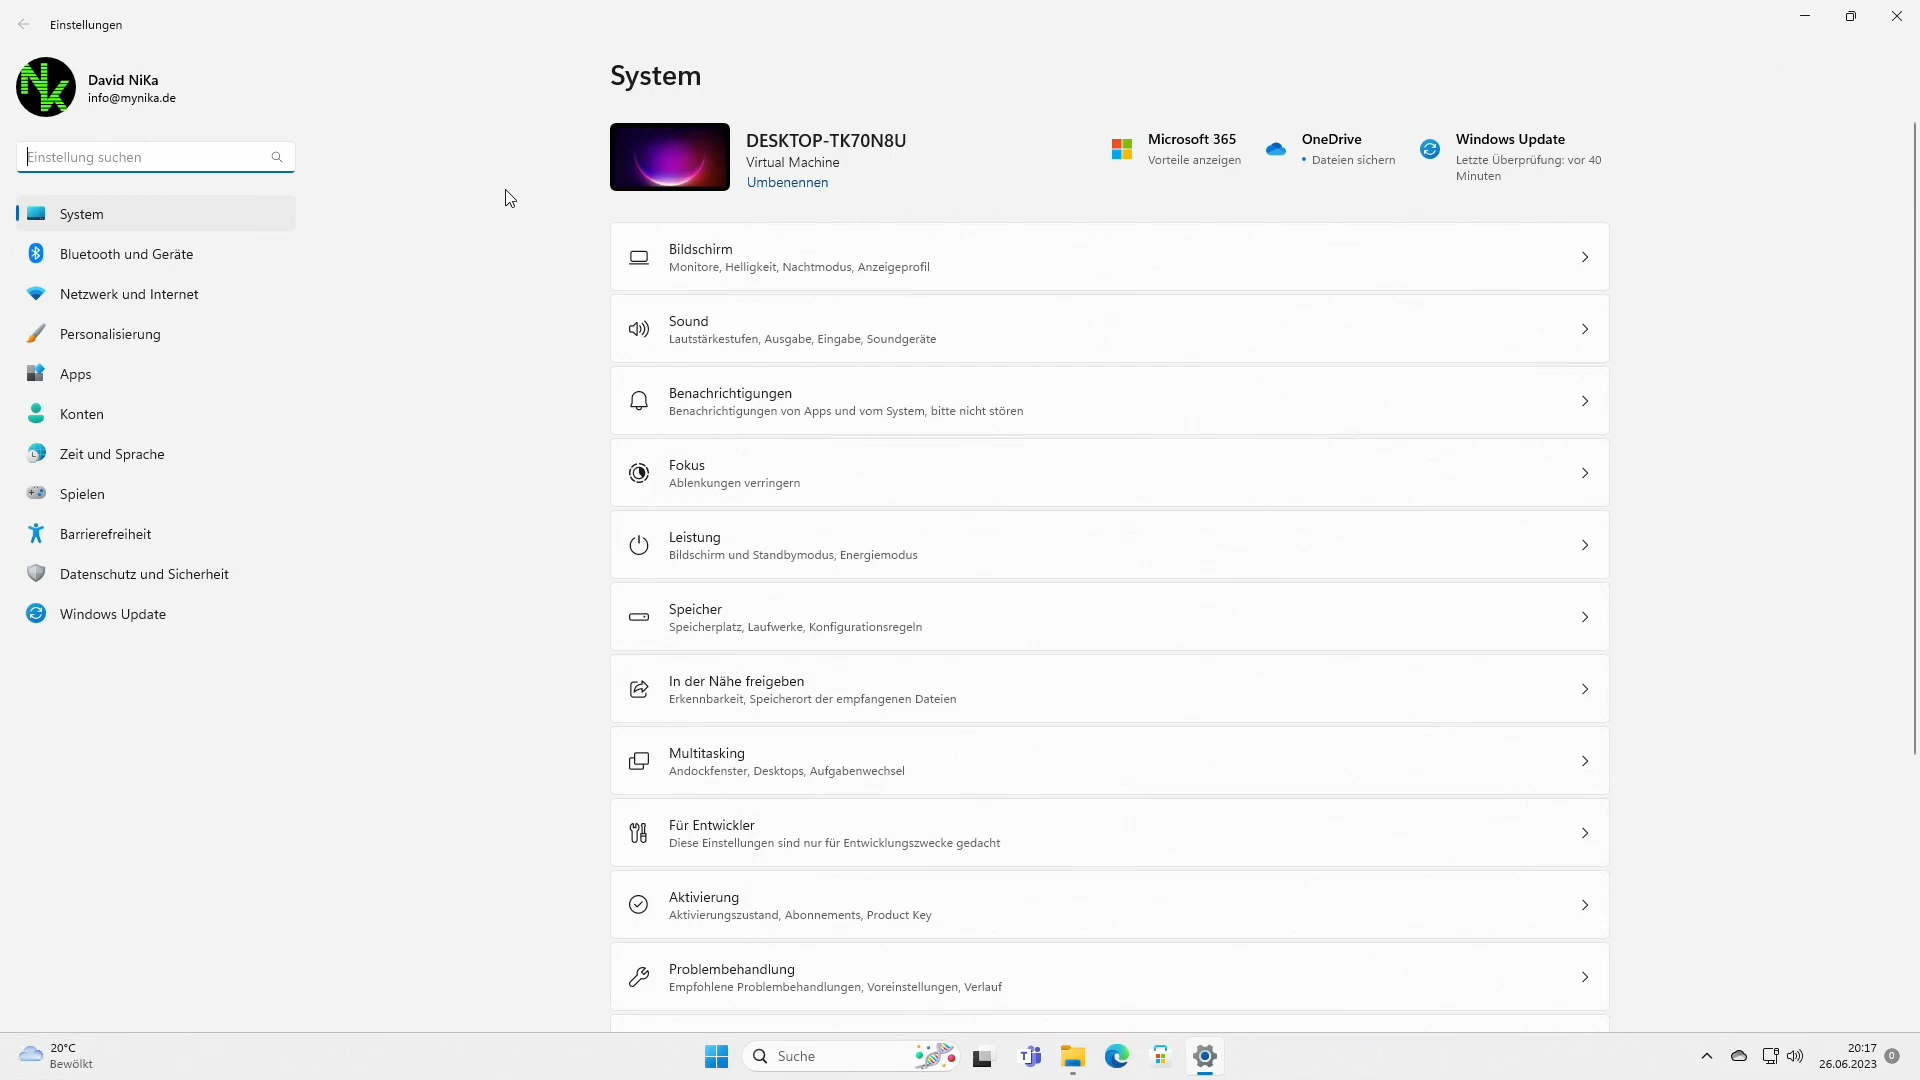 Einstellungen
David NiKa
info@mynika.de
Einstellung suchen
System
Bluetooth und Geräte
Netzwerk und Internet
Personalisierung
Apps
Konten
Zeit und Sprache
Spielen
Barrierefreiheit
Datenschutz und Sicherheit
Windows Update
System
DESKTOP-TK70N8U
Virtual Machine
Umbenennen
Microsoft 365
Vorteile anzeigen
OneDrive
• Dateien sichern
Windows Update
Letzte Überprüfung: vor 40
Minuten
Bildschirm
Monitore, Helligkeit, Nachtmodus, Anzeigeprofil
Sound
Lautstärkestufen, Ausgabe, Eingabe, Soundgeräte
Benachrichtigungen
Benachrichtigungen von Apps und vom System, bitte nicht stören
Fokus
Ablenkungen verringern
Leistung
Bildschirm und Standbymodus, Energiemodus
Speicher
Speicherplatz, Laufwerke, Konfigurationsregeln
In der Nähe freigeben
Erkennbarkeit, Speicherort der empfangenen Dateien
Multitasking
Andockfenster, Desktops, Aufgabenwechsel
Für Entwickler
Diese Einstellungen sind nur für Entwicklungszwecke gedacht
Aktivierung
Aktivierungszustand, Abonnements, Product Key
Problembehandlung
Empfohlene Problembehandlungen, Voreinstellungen, Verlauf
20°C
Bewölkt
Suche
20:17
26.06.2023
0